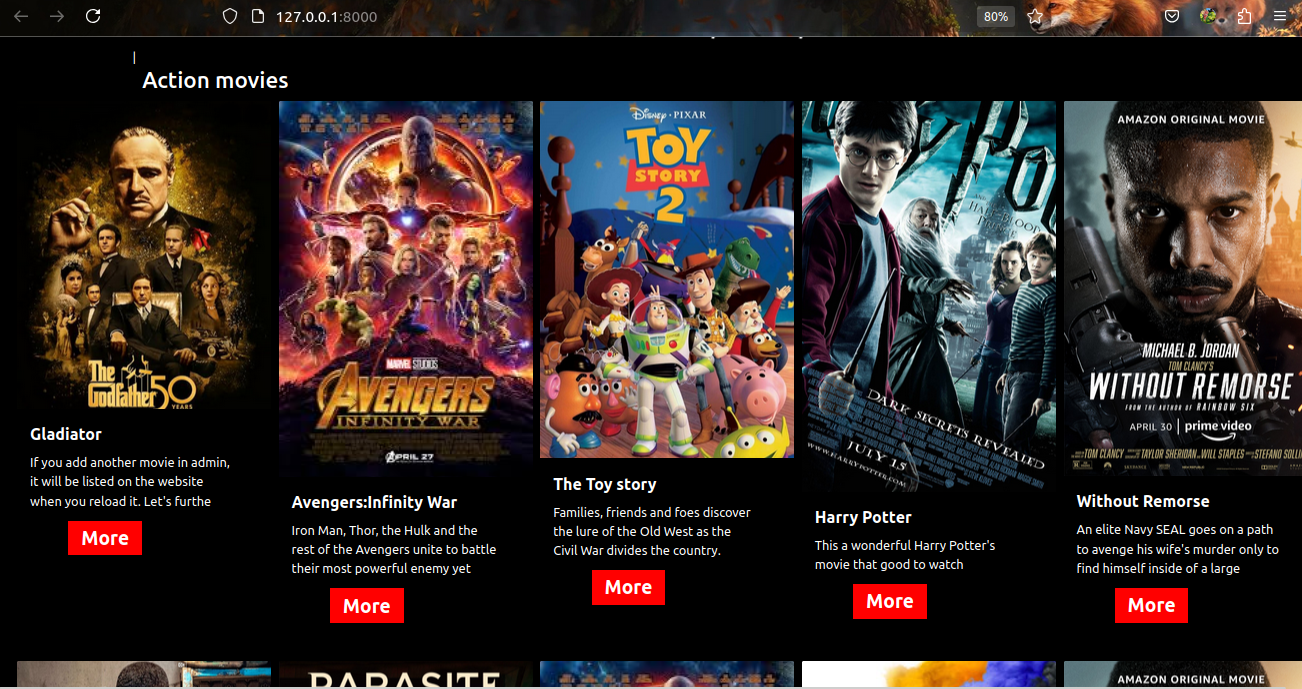 127.0.0.1:8000
80%
Action movies
The
Godfather 50
YEARS
Gladiator
If you add another movie in admin,
it will be listed on the website
when you reload it. Let's furthe
More
MARVEL STUDIOS
AVENGERS
INFINITY WAR
APRIL 27
Avengers:Infinity War
Iron Man, Thor, the Hulk and the
rest of the Avengers unite to battle
their most powerful enemy yet
More
DISNEY · PIXAR
TOY
STORY
2
The Toy story
Families, friends and foes discover
the lure of the Old West as the
Civil War divides the country.
More
DARK SECRETS REVEALED
JULY 15
WWW.HARRYPOTTER.COM
Harry Potter
This a wonderful Harry Potter's
movie that good to watch
More
AMAZON ORIGINAL MOVIE
MICHAEL B. JORDAN
TOM CLANCY'S
WITHOUT REMORSE
FROM THE AUTHOR OF RAINBOW SIX
APRIL 30 | prime video
Without Remorse
An elite Navy SEAL goes on a path
to avenge his wife's murder only to
find himself inside of a large
More
PARASITE
AMAZON ORIGINAL MOVIE